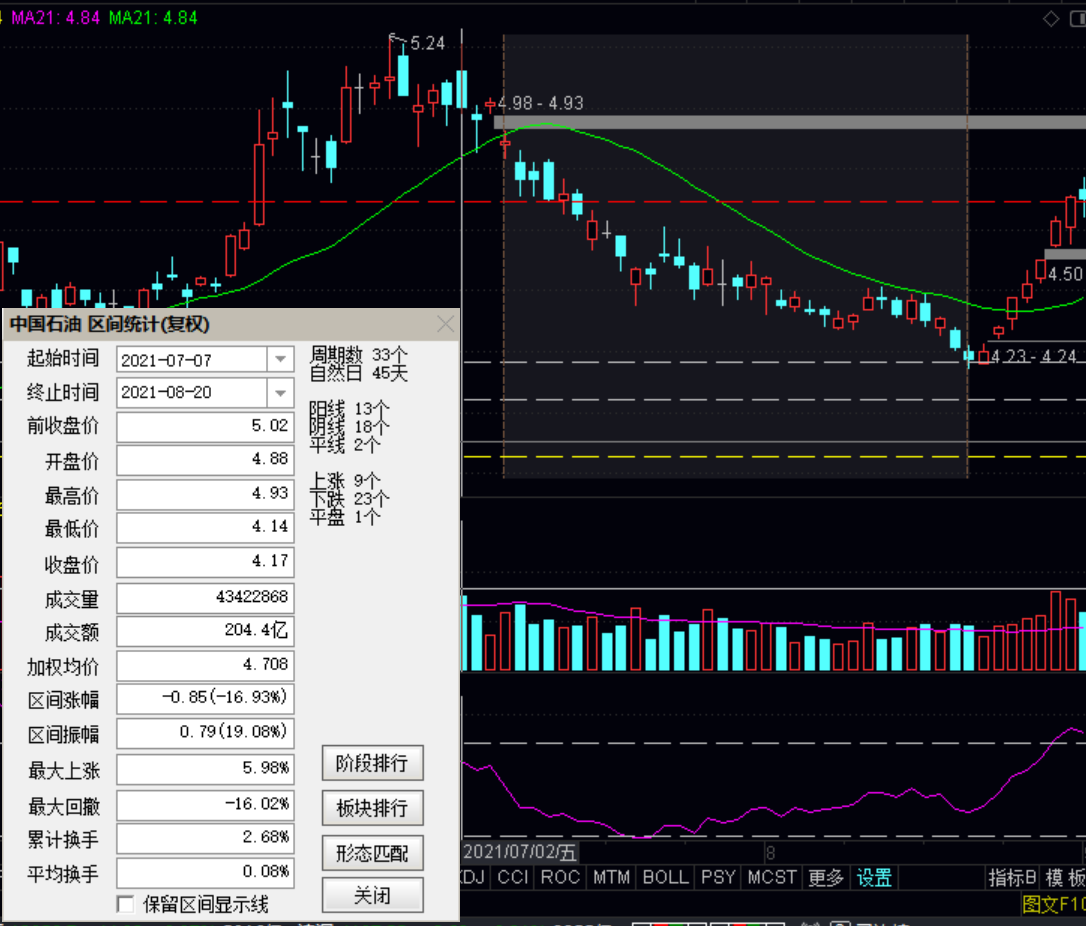 MA21: 4.84 MA21: 4.84
5.24
4.98 - 4.93
4.50
4.23 - 4.24
中国石油 区间统计(复权)
起始时间 2021-07-07
终止时间 2021-08-20
前收盘价 5.02
开盘价 4.88
最高价 4.93
最低价 4.14
收盘价 4.17
成交量 43422868
成交额 204.4亿
加权均价 4.708
区间涨幅 -0.85(-16.93%)
区间振幅 0.79(19.08%)
最大上涨 5.98%
最大回撤 -16.02%
累计换手 2.68%
平均换手 0.08%
保留区间显示线
周期数 33个
自然日 45天
阳线 13个
阴线 18个
平线 2个
上涨 9个
下跌 23个
平盘 1个
阶段排行
板块排行
形态匹配
关闭
2021/07/02/五 8
KDJ CCI ROC MTM BOLL PSY MCST 更多 设置 指标B 模 板
图文F10